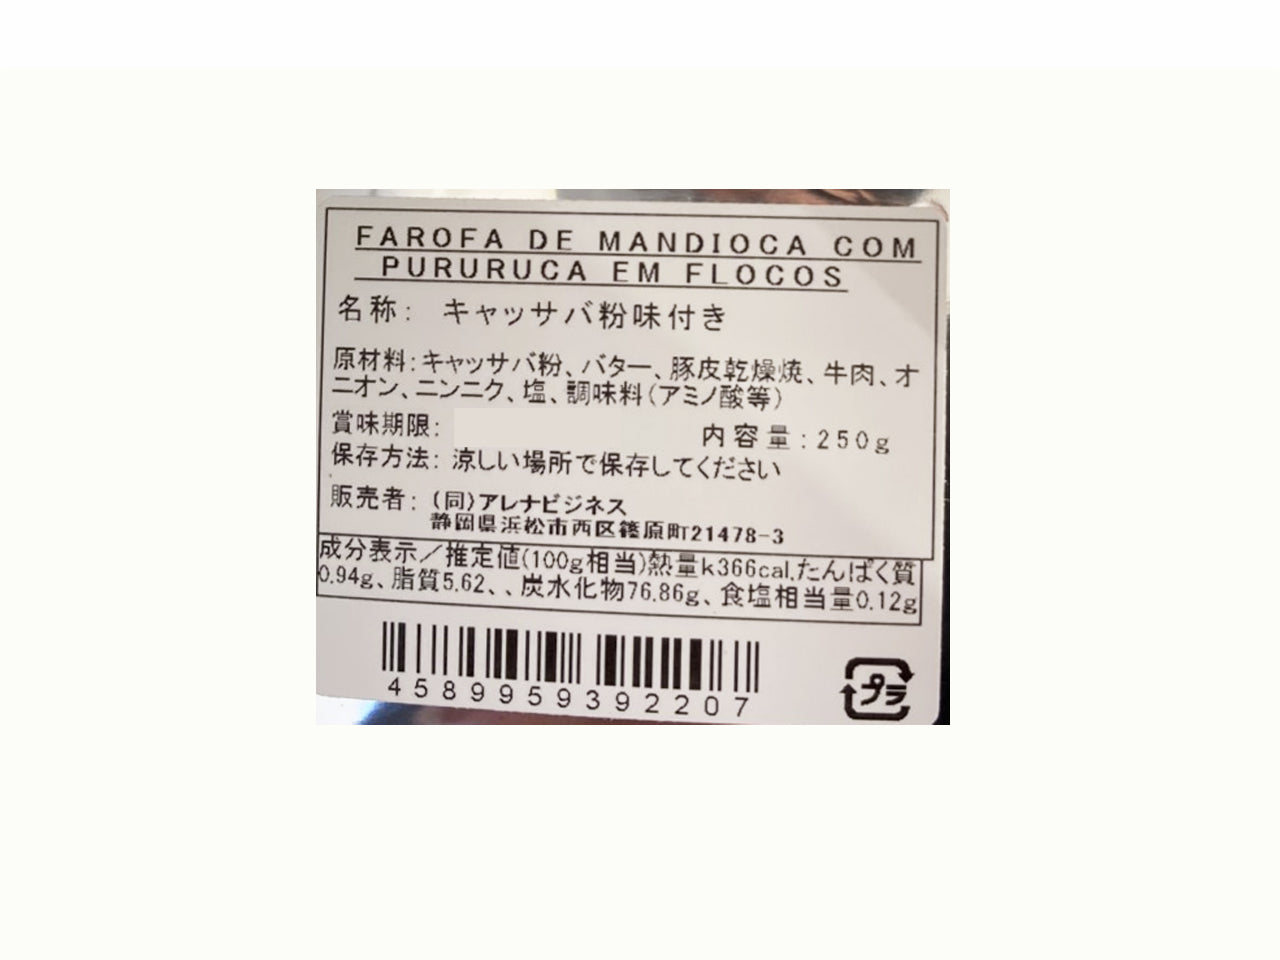 FAROFA DE MANDIOCA COM
PURURUCA EM FLOCOS
名称: キャッサバ粉味付き
原材料:キャッサバ粉、バター、豚皮乾燥焼、牛肉、オ
ニオン、ニンニク、塩、調味料(アミノ酸等)
賞味期限:
内容量:250g
保存方法: 涼しい場所で保存してください
販売者: (同)アレナビジネス
静岡県浜松市西区篠原町21478-3
成分表示/推定値(100g相当)熱量k366cal,たんぱく質
0.94g、脂質5.62、、炭水化物76.86g、食塩相当量0.12g
4589959392207
プラ